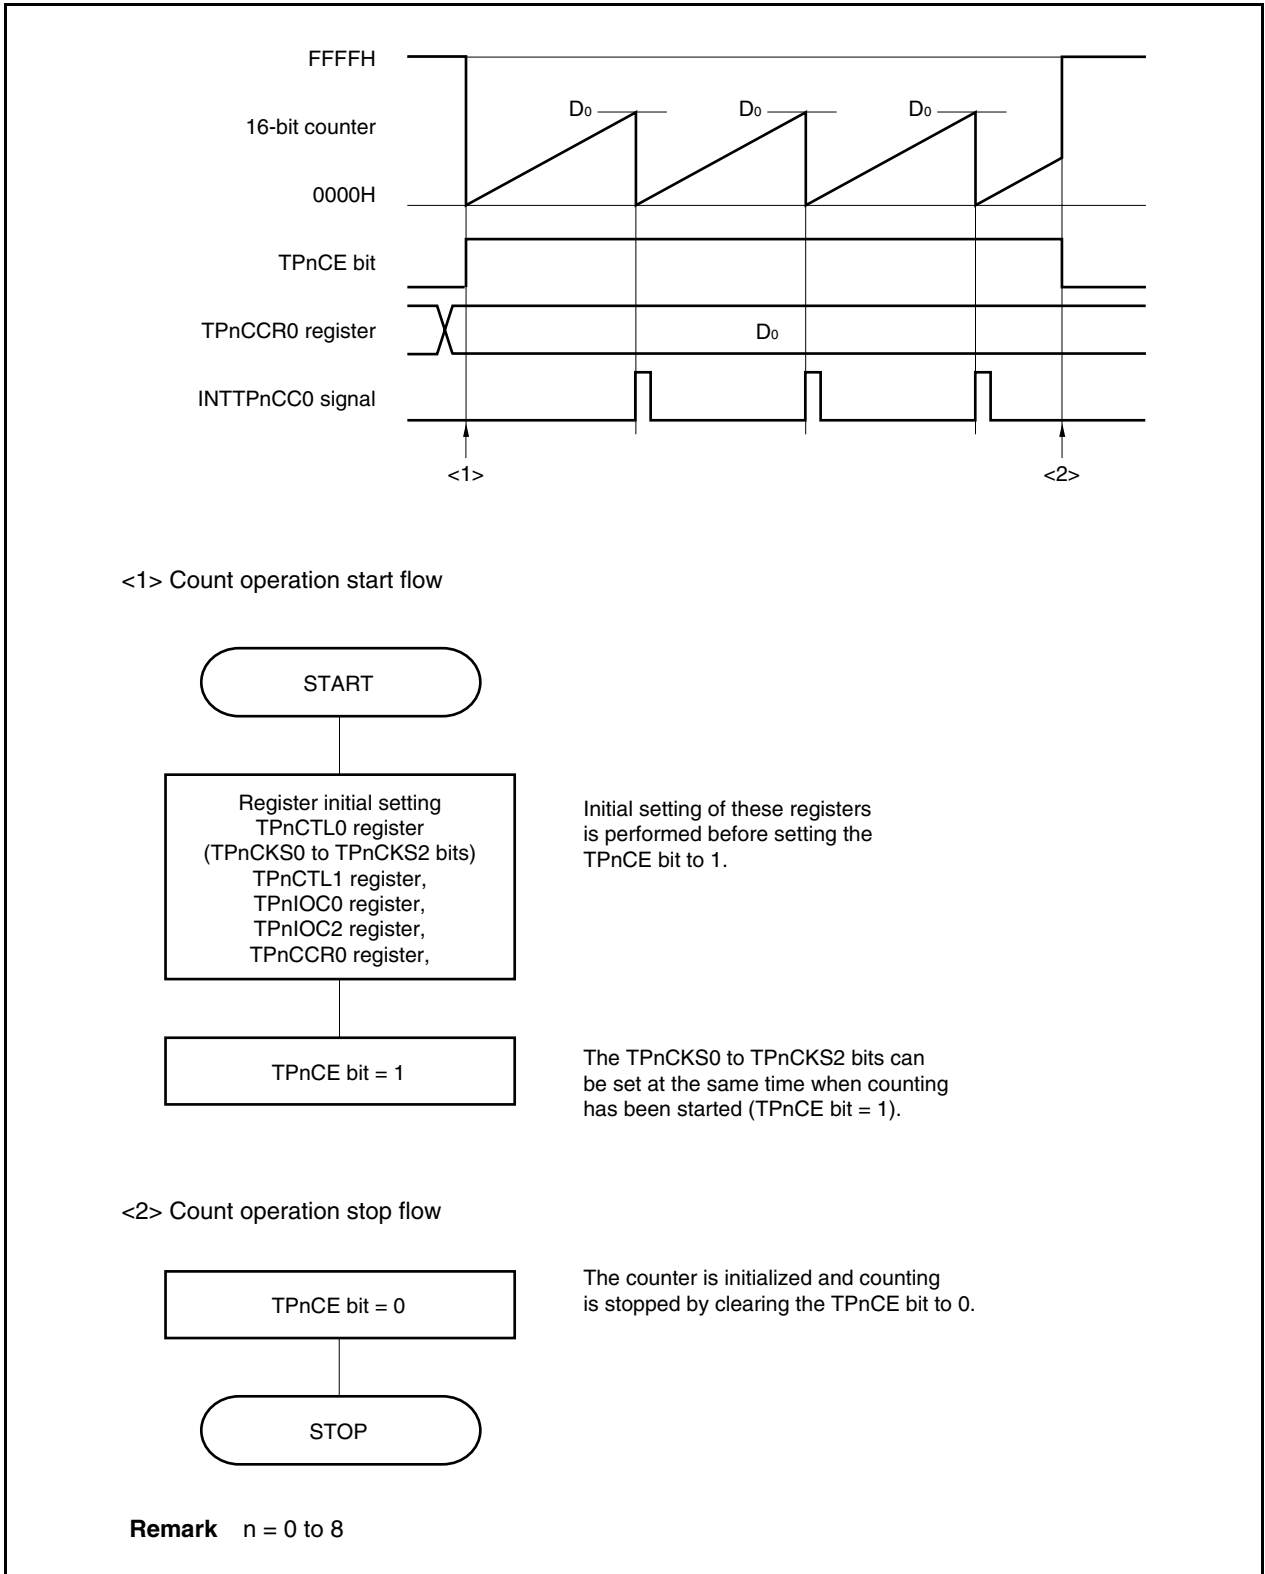 FFFFH
D0 D0 D0
16-bit counter
0000H
TPnCE bit
TPnCCR0 register D0
INTTPnCC0 signal
<1> <2>
<1> Count operation start flow
START
Register initial setting
TPnCTL0 register
(TPnCKS0 to TPnCKS2 bits)
TPnCTL1 register,
TPnIOC0 register,
TPnIOC2 register,
TPnCCR0 register,
Initial setting of these registers
is performed before setting the
TPnCE bit to 1.
TPnCE bit = 1
The TPnCKS0 to TPnCKS2 bits can
be set at the same time when counting
has been started (TPnCE bit = 1).
<2> Count operation stop flow
TPnCE bit = 0
The counter is initialized and counting
is stopped by clearing the TPnCE bit to 0.
STOP
Remark n = 0 to 8